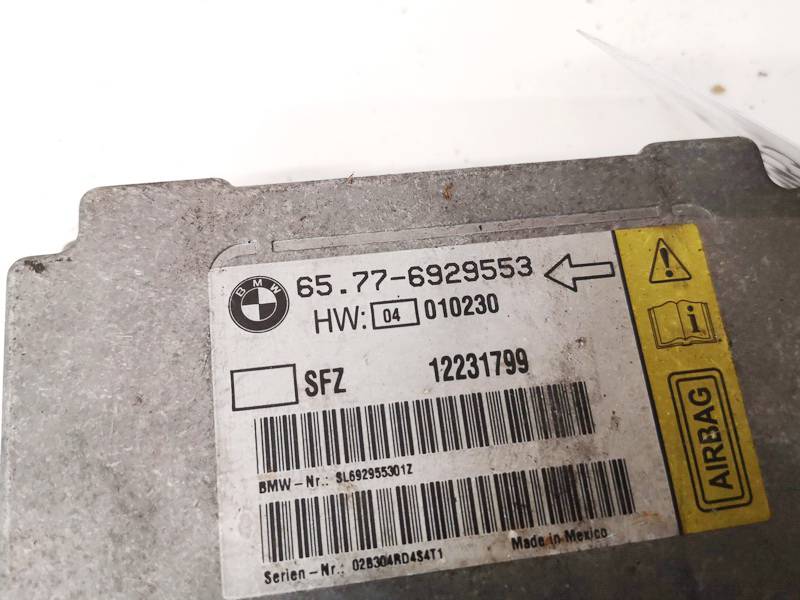 BMW
65.77-6929553
HW: 04 010230
SFZ 12231799
BMW-Nr.: SL692955301Z
Serien-Nr.: 02B304RD4S4T1
Made in Mexico
i
AIRBAG